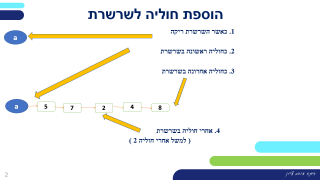 הוספת חוליה לשרשרת
1. כאשר השרשרת ריקה
a
2. כחוליה ראשונה בשרשרת
3. כחוליה אחרונה בשרשרת
a
5 7 2 4 8
4. אחרי חוליה בשרשרת
( למשל אחרי חוליה 2 )
2